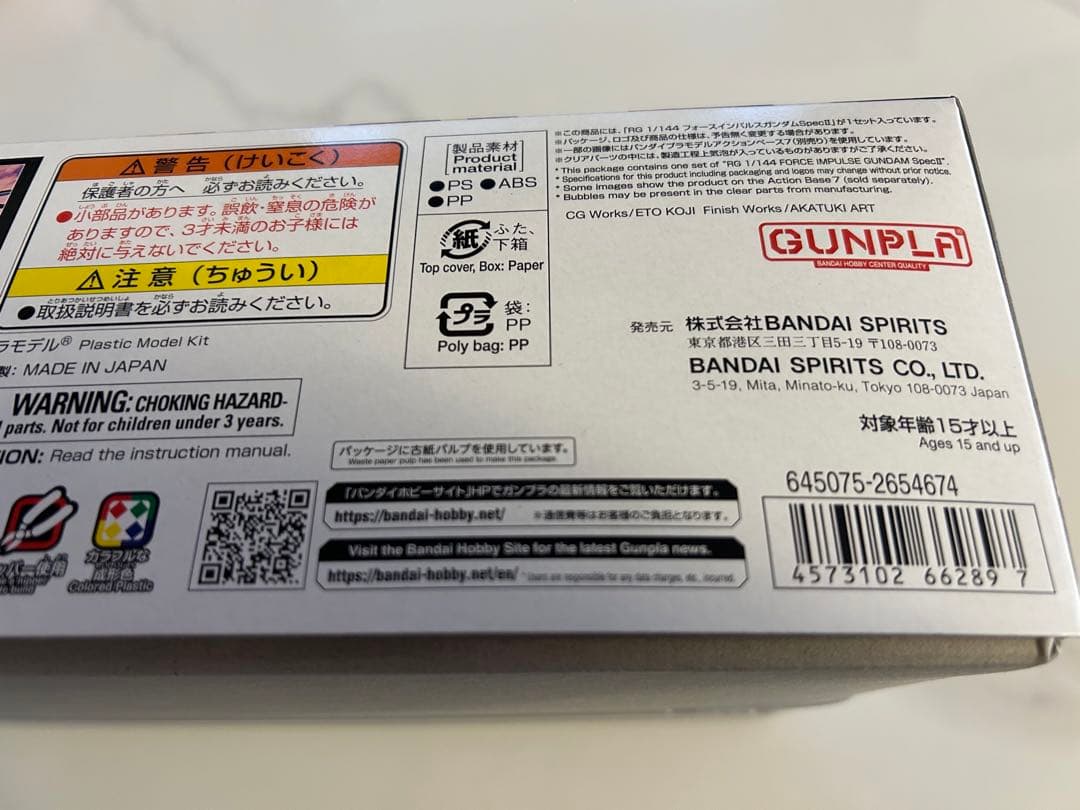 ⚠警告（けいこく）
保護者の方へ 必ずお読みください。
●小部品があります。誤飲・窒息の危険が
ありますので、3才未満のお子様には
絶対に与えないでください。
⚠注意（ちゅうい）
●取扱説明書を必ずお読みください。
ラモデル® Plastic Model Kit
製: MADE IN JAPAN
WARNING: CHOKING HAZARD-
parts. Not for children under 3 years.
ION: Read the instruction manual.
使用
カラフルな
成形色
Colored Plastic
製品素材
Product
material
●PS ●ABS
●PP
紙
ふた、
下箱
Top cover, Box: Paper
プラ
袋:
PP
Poly bag: PP
パッケージに古紙パルプを使用しています。
Waste paper pulp has been used to make this package.
「バンダイホビーサイト」HPでガンプラの最新情報をご覧いただけます。
https://bandai-hobby.net/ ※通信費等はお客様のご負担となります。
Visit the Bandai Hobby Site for the latest Gunpla news.
https://bandai-hobby.net/en/ *Users are responsible for any data charges, etc., incurred.
※この商品には、「RG 1/144 フォースインパルスガンダムSpecⅡ」が1セット入っています。
※パッケージ、ロゴ及び商品の仕様は、予告無く変更する場合があります。
※一部の画像にはバンダイプラモデルアクションベース7(別売り)を使用しています。
※クリアパーツの中には、製造工程上気泡が入っているものがありますがご了承ください。
* This package contains one set of "RG 1/144 FORCE IMPULSE GUNDAM SpecⅡ".
* Specifications for this product including packaging and logos may change without prior notice.
* Some images show the product on the Action Base 7 (sold separately).
* Bubbles may be present in the clear parts from manufacturing.
CG Works/ETO KOJI Finish Works/AKATUKI ART
GUNPLA®
BANDAI HOBBY CENTER QUALITY
発売元 株式会社BANDAI SPIRITS
東京都港区三田三丁目5-19 〒108-0073
BANDAI SPIRITS CO., LTD.
3-5-19, Mita, Minato-ku, Tokyo 108-0073 Japan
対象年齢15才以上
Ages 15 and up
645075-2654674
4573102 66289 7